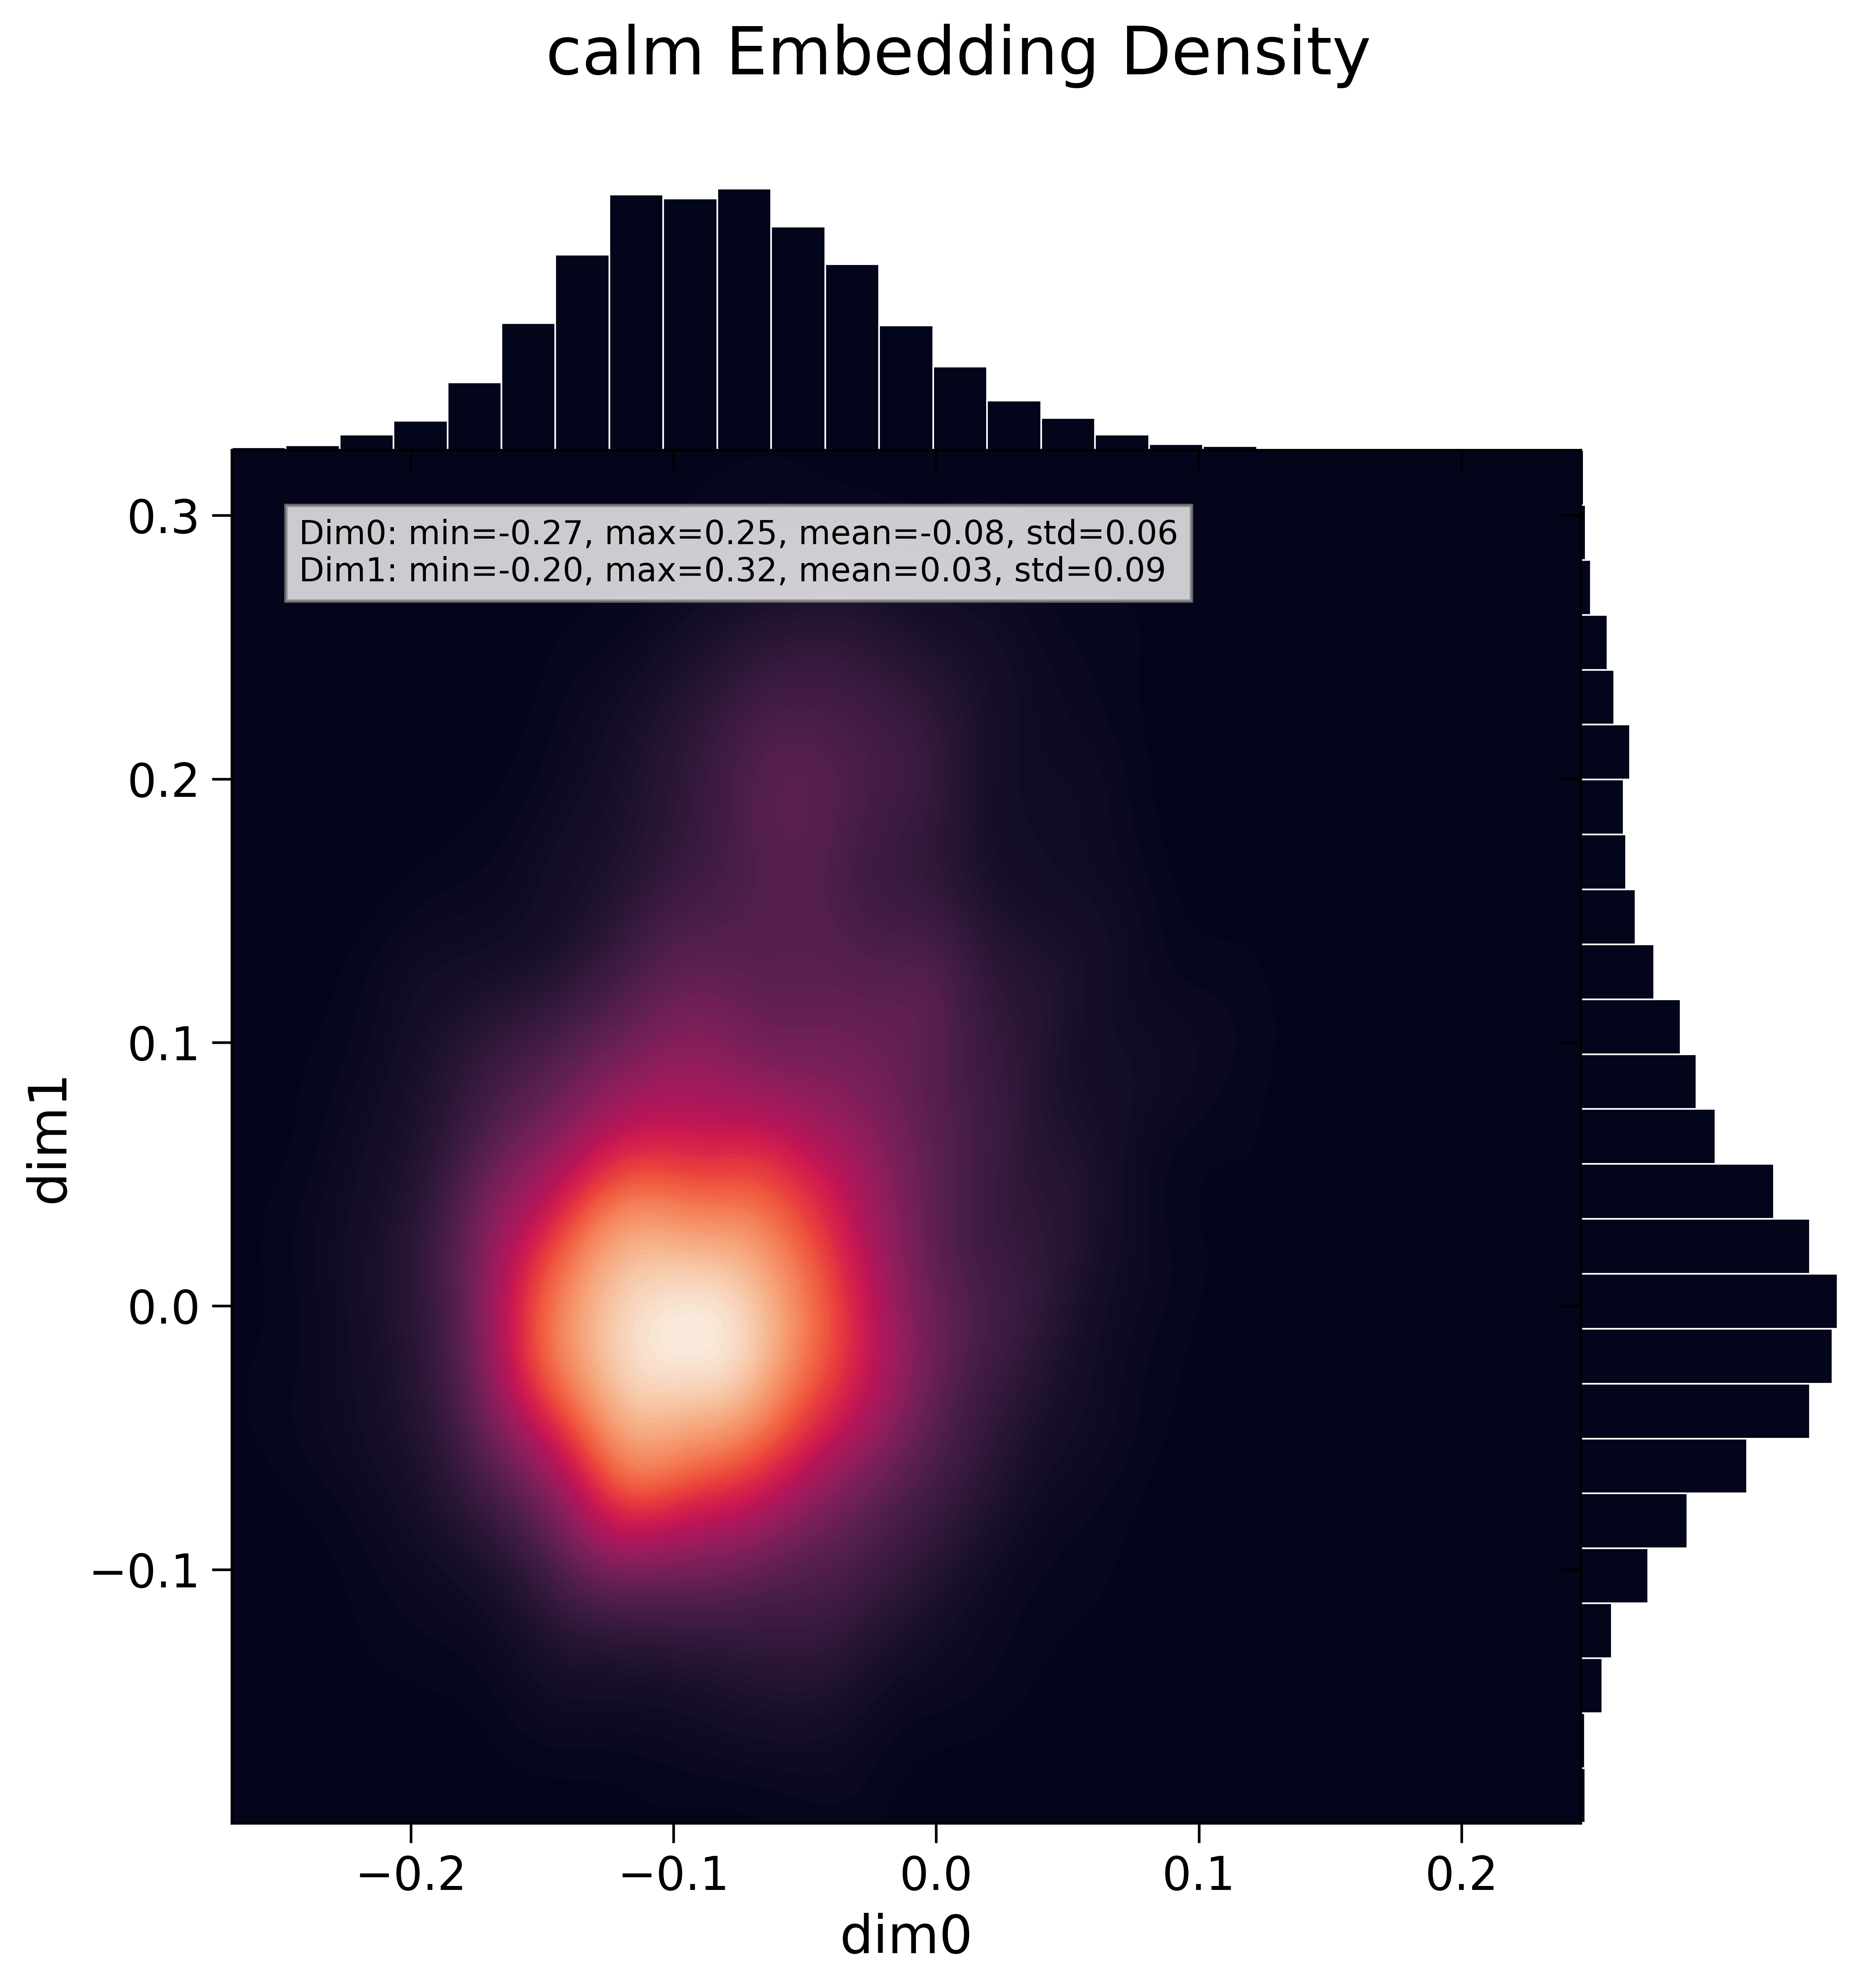 calm Embedding Density
Dim0: min=-0.27, max=0.25, mean=-0.08, std=0.06
Dim1: min=-0.20, max=0.32, mean=0.03, std=0.09
0.3
0.2
0.1
0.0
−0.1
dim1
−0.2
−0.1
0.0
0.1
0.2
dim0